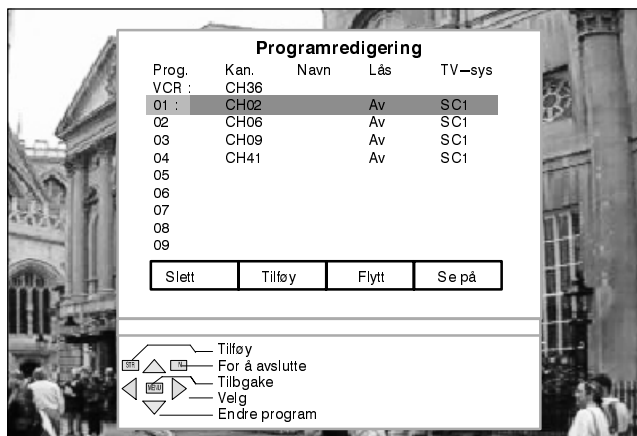 Programredigering
Prog. Kan. Navn Lås TV–sys
VCR : CH36
01 : CH02 Av SC1
02 CH06 Av SC1
03 CH09 Av SC1
04 CH41 Av SC1
05
06
07
08
09
Slett Tilføy Flytt Se på
Tilføy
STR N For å avslutte
MENU Tilbgake
Velg
Endre program